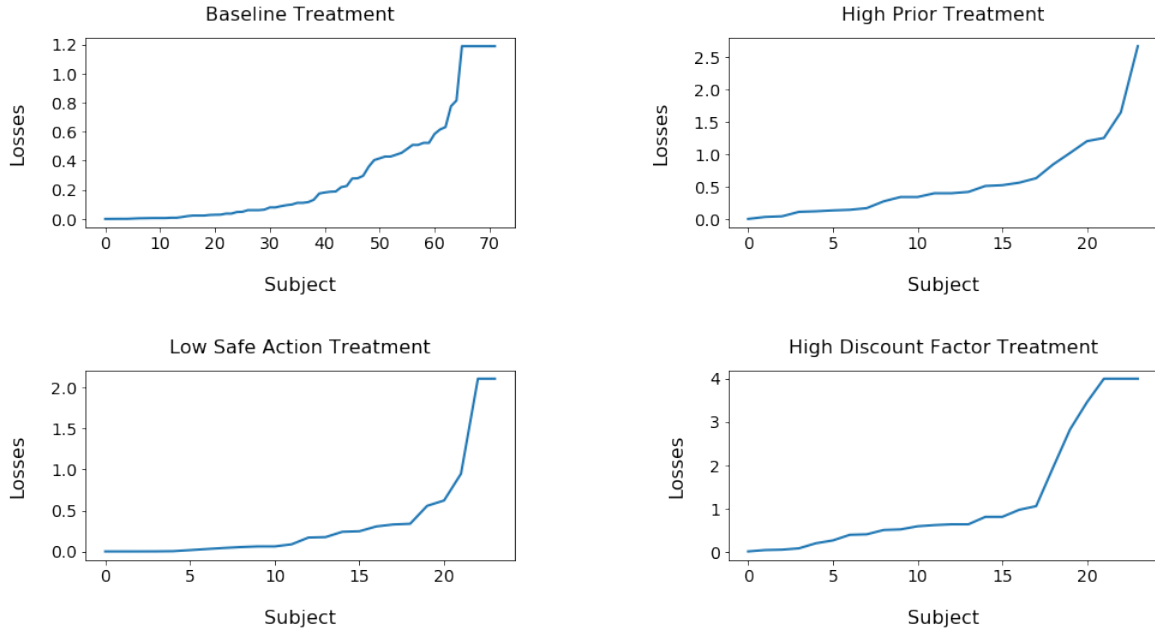 Baseline Treatment
1.2
1.0
0.8
0.6
0.4
0.2
0.0
Losses
0 10 20 30 40 50 60 70
Subject
High Prior Treatment
2.5
2.0
1.5
1.0
0.5
0.0
Losses
0 5 10 15 20
Subject
Low Safe Action Treatment
2.0
1.5
1.0
0.5
0.0
Losses
0 5 10 15 20
Subject
High Discount Factor Treatment
4
3
2
1
0
Losses
0 5 10 15 20
Subject